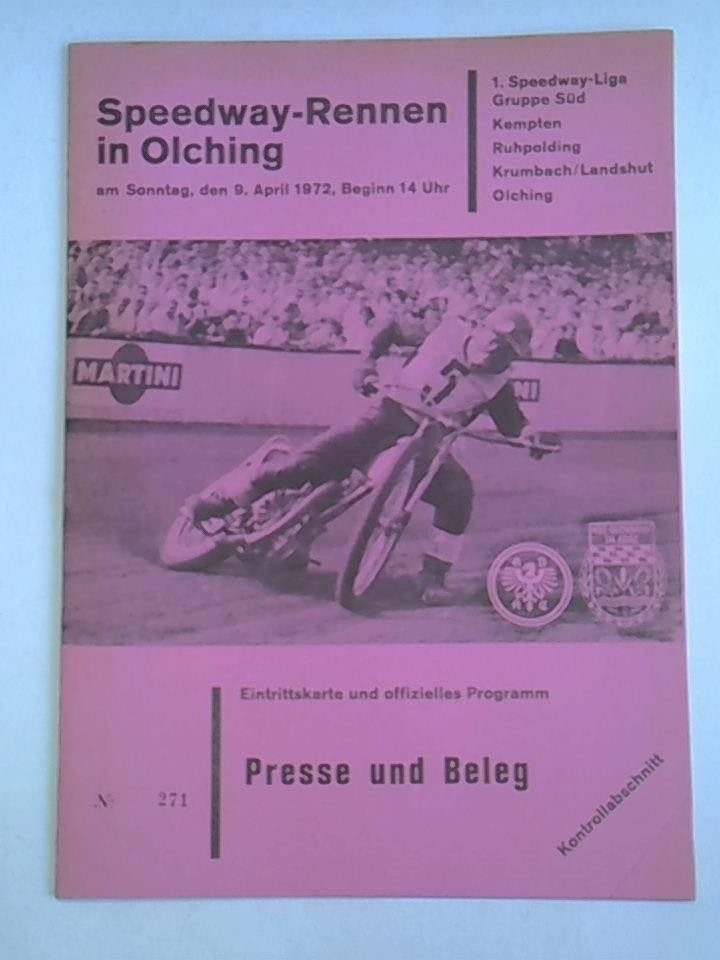 Speedway-Rennen
in Olching
am Sonntag, den 9. April 1972, Beginn 14 Uhr
1. Speedway-Liga
Gruppe Süd
Kempten
Ruhpolding
Krumbach/Landshut
Olching
MARTINI
NI
Eintrittskarte und offizielles Programm
Presse und Beleg
Kontrollabschnitt
№ 271